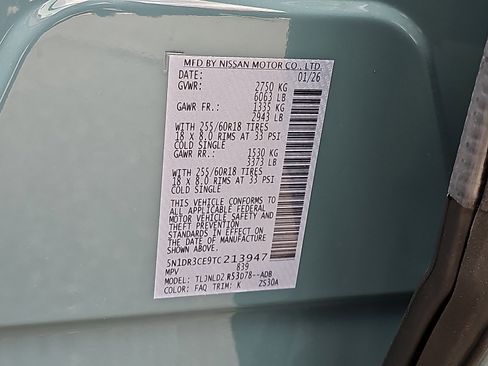 MFD BY NISSAN MOTOR CO., LTD.
DATE: 01/26
GVWR: 2750 KG
6063 LB
GAWR FR.: 1335 KG
2943 LB
WITH 255/60R18 TIRES
18 X 8.0 RIMS AT 33 PSI
COLD SINGLE
GAWR RR.: 1530 KG
3373 LB
WITH 255/60R18 TIRES
18 X 8.0 RIMS AT 33 PSI
COLD SINGLE
THIS VEHICLE CONFORMS TO
ALL APPLICABLE FEDERAL
MOTOR VEHICLE SAFETY AND
THEFT PREVENTION
STANDARDS IN EFFECT ON THE
DATE OF MANUFACTURE
5N1DR3CE9TC213947
MPV 839
MODEL: TLJNLDZ R53D78--ADB
COLOR: FAQ TRIM: K 2S30A